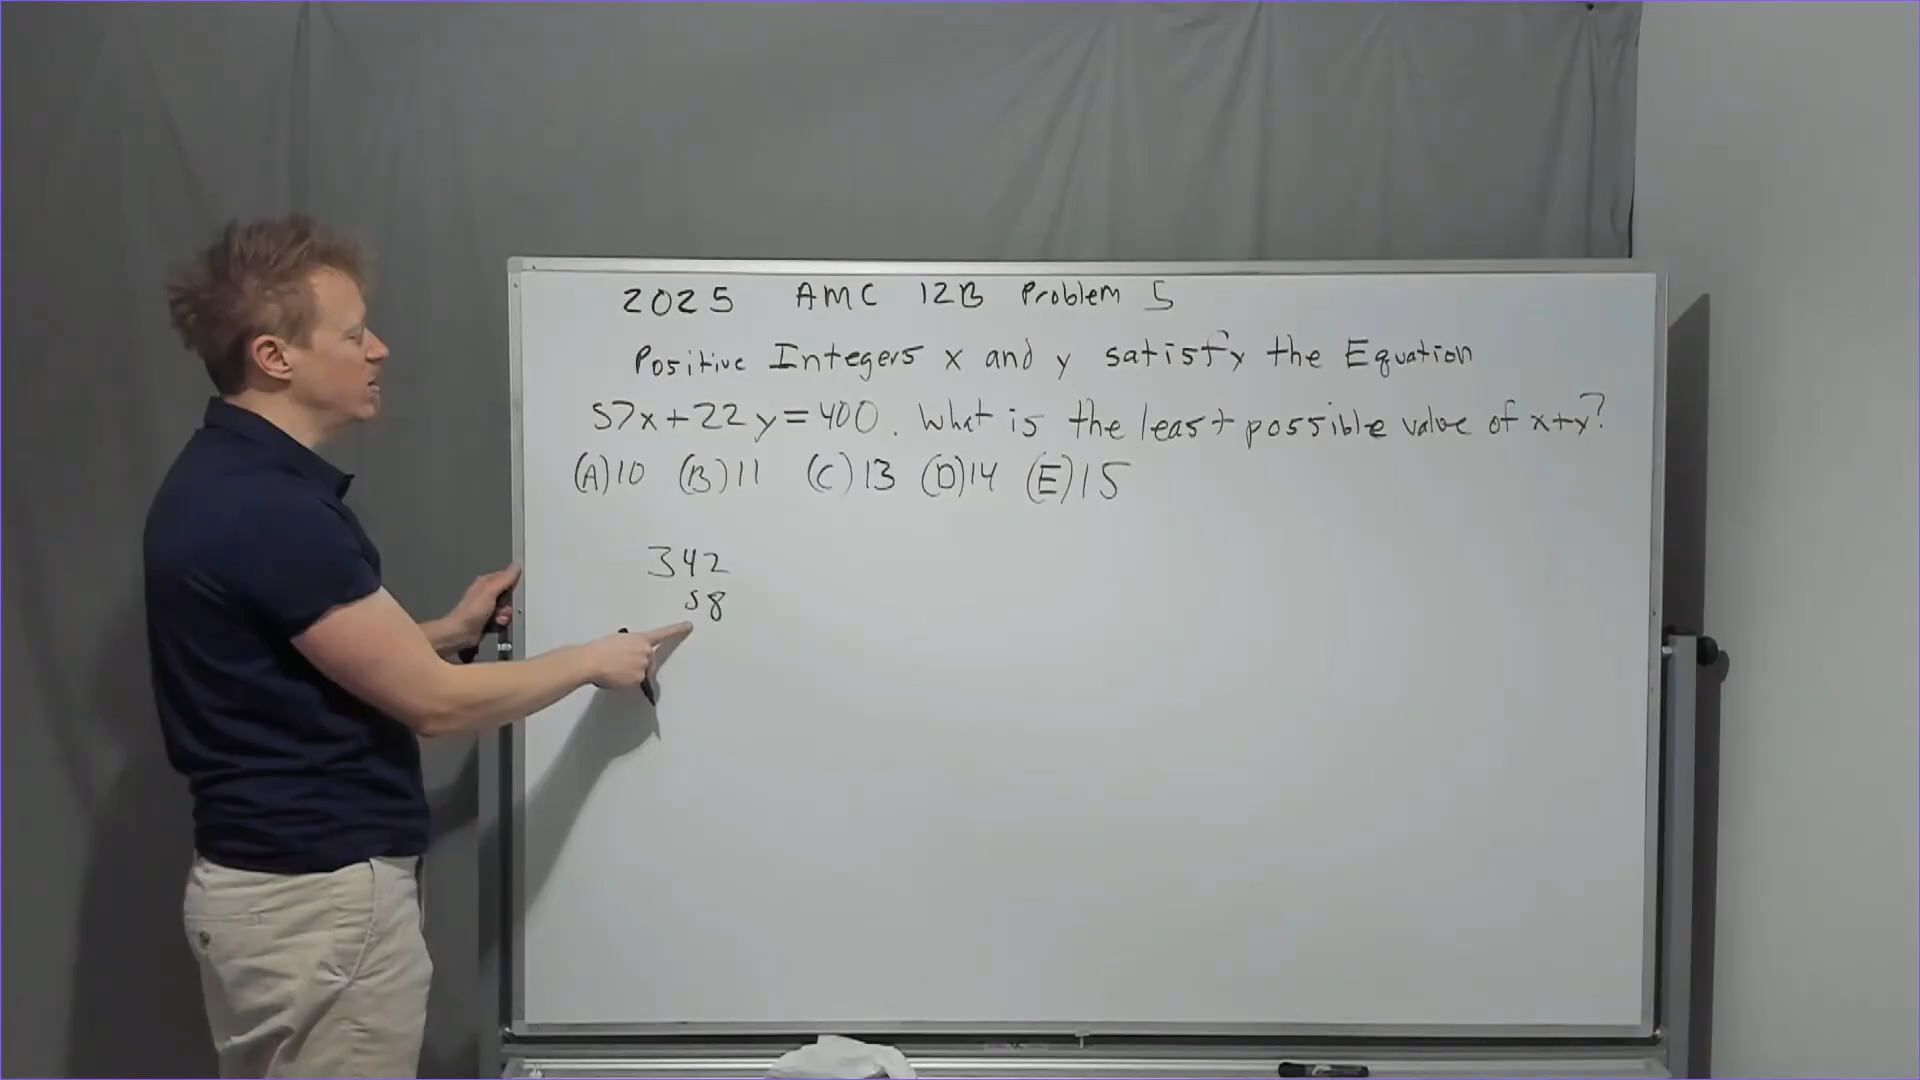 2025 AMC 12B Problem 5
Positive Integers x and y satisfy the Equation
57x+22y=400. What is the least possible value of x+y?
(A)10 (B)11 (C)13 (D)14 (E)15
342
58